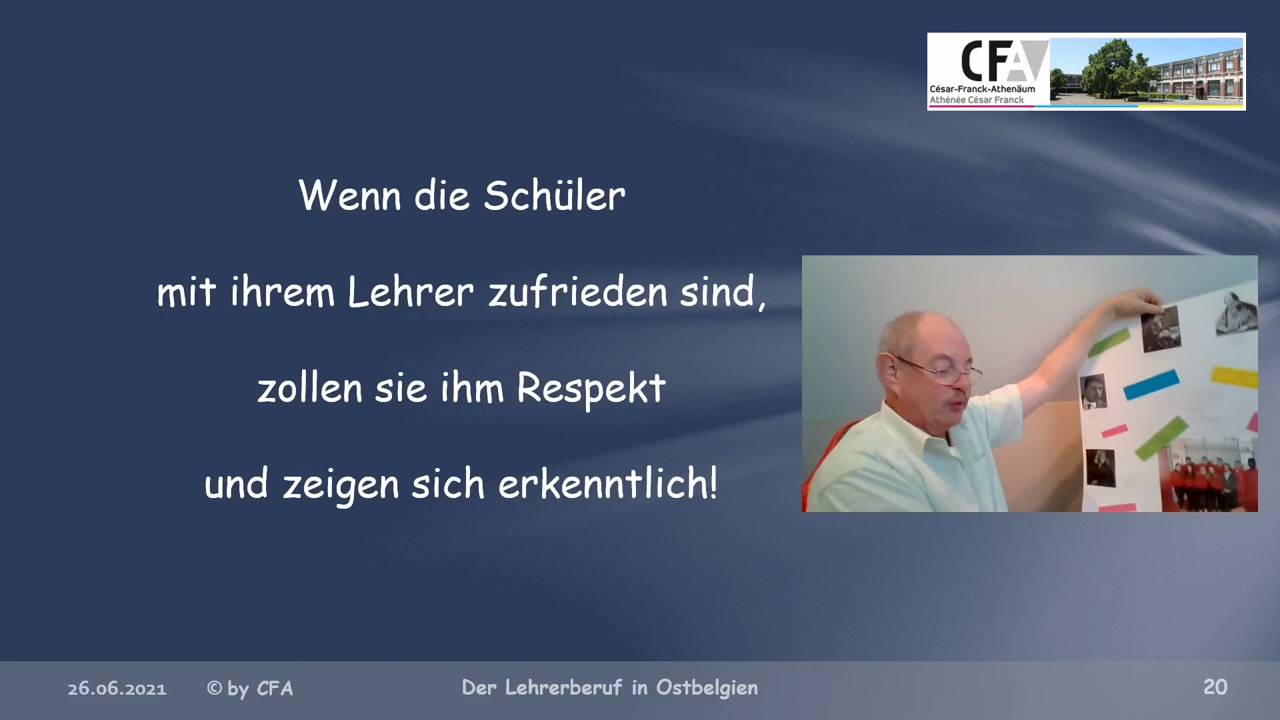 CFA
César-Franck-Athenäum
Athénée César Franck
Wenn die Schüler
mit ihrem Lehrer zufrieden sind,
zollen sie ihm Respekt
und zeigen sich erkenntlich!
26.06.2021 © by CFA Der Lehrerberuf in Ostbelgien 20